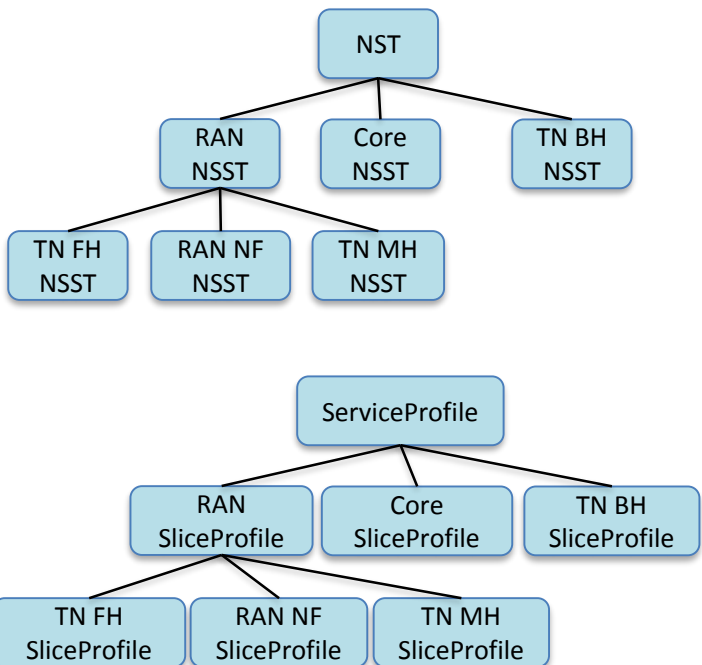 NST
RAN
NSST
Core
NSST
TN BH
NSST
TN FH
NSST
RAN NF
NSST
TN MH
NSST
ServiceProfile
RAN
SliceProfile
Core
SliceProfile
TN BH
SliceProfile
TN FH
SliceProfile
RAN NF
SliceProfile
TN MH
SliceProfile